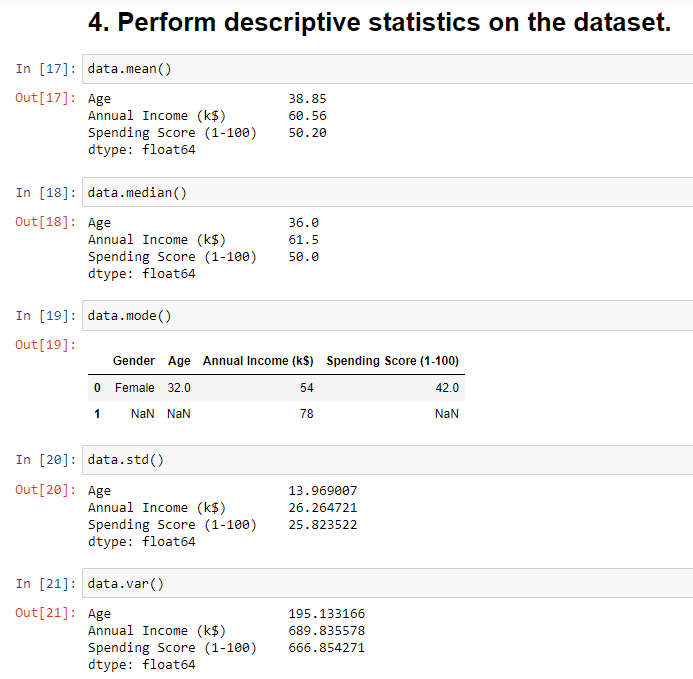 4. Perform descriptive statistics on the dataset.
In [17]: data.mean()
Out[17]: Age 38.85
Annual Income (k$) 60.56
Spending Score (1-100) 50.20
dtype: float64
In [18]: data.median()
Out[18]: Age 36.0
Annual Income (k$) 61.5
Spending Score (1-100) 50.0
dtype: float64
In [19]: data.mode()
Out[19]:
Gender Age Annual Income (k$) Spending Score (1-100)
0 Female 32.0 54 42.0
1 NaN NaN 78 NaN
In [20]: data.std()
Out[20]: Age 13.969007
Annual Income (k$) 26.264721
Spending Score (1-100) 25.823522
dtype: float64
In [21]: data.var()
Out[21]: Age 195.133166
Annual Income (k$) 689.835578
Spending Score (1-100) 666.854271
dtype: float64